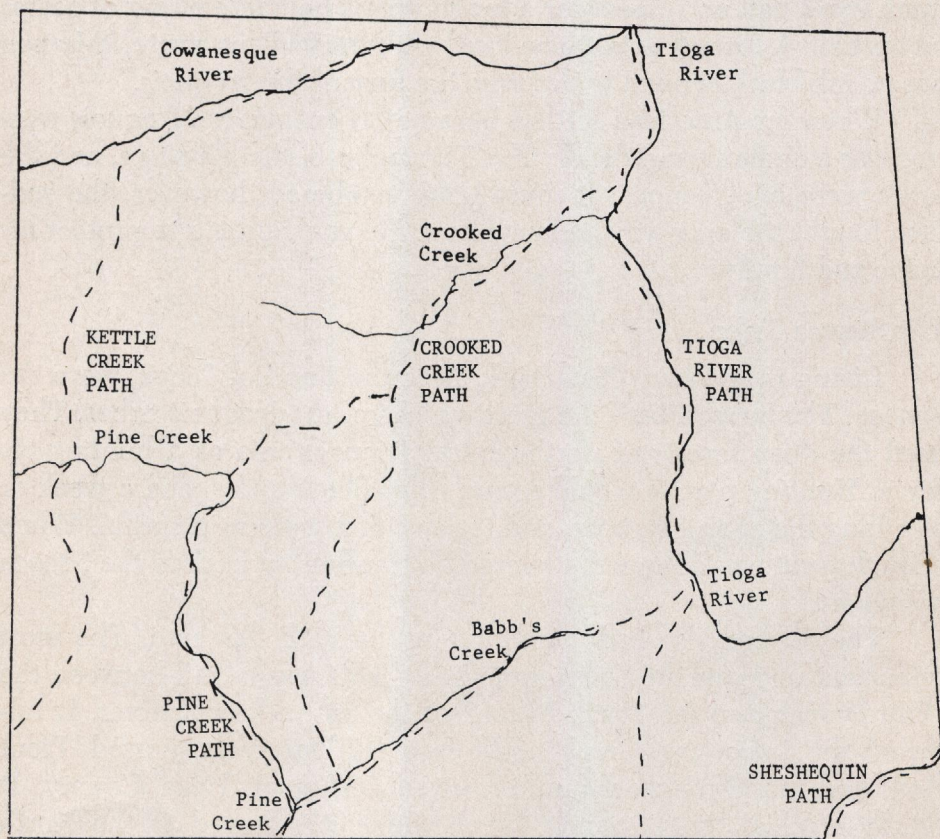 Cowanesque
River
Tioga
River
Crooked
Creek
KETTLE
CREEK
PATH
CROOKED
CREEK
PATH
TIOGA
RIVER
PATH
Pine Creek
Tioga
River
Babb's
Creek
PINE
CREEK
PATH
SHESHEQUIN
PATH
Pine
Creek